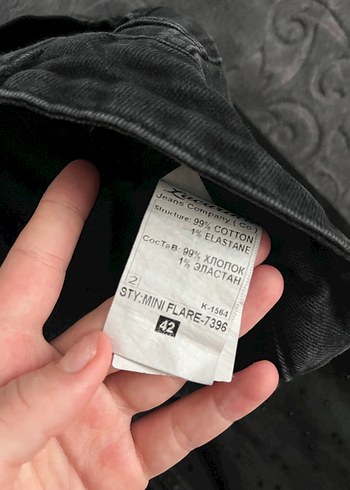 Jeans Company (Co)
Structure: 99% COTTON
1% ELASTANE
СосТаВ: 99% ХЛОПОК
1% ЭЛАСТАН
2
K-1564
STY:MINI FLARE-7396
42